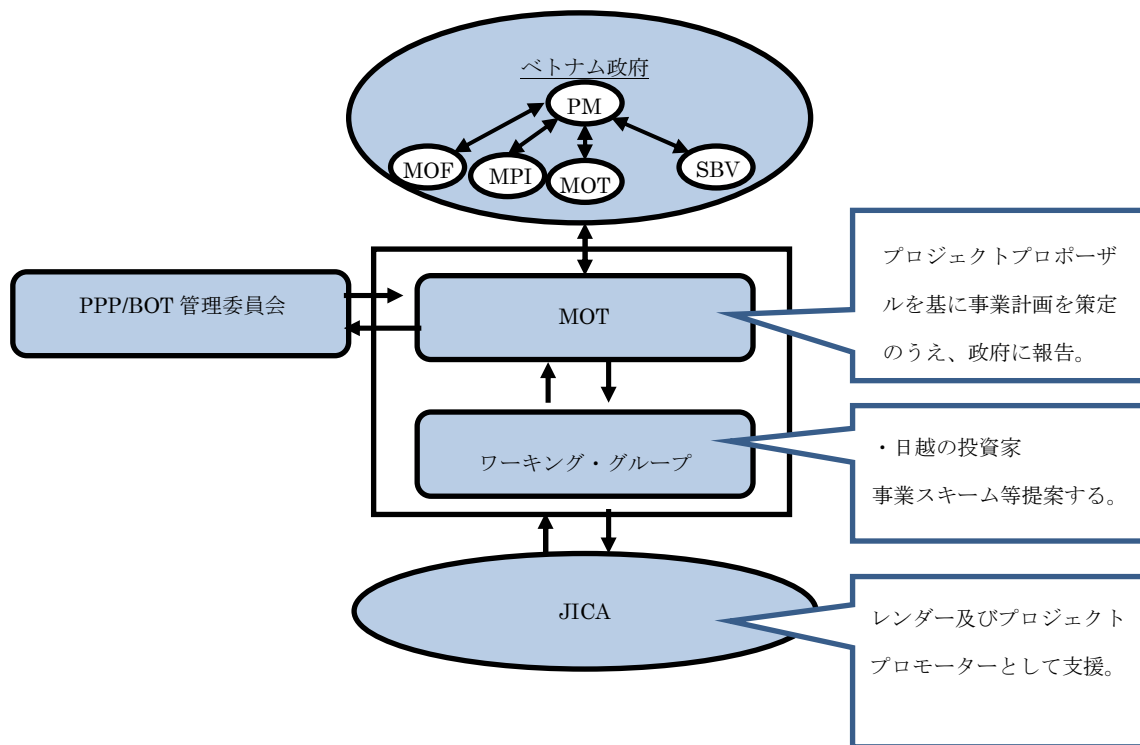 ベトナム政府
PM
MOF
MPI
MOT
SBV
プロジェクトプロポーザ
ルを基に事業計画を策定
のうえ、政府に報告。
PPP/BOT 管理委員会
MOT
・日越の投資家
事業スキーム等提案する。
ワーキング・グループ
JICA
レンダー及びプロジェクト
プロモーターとして支援。